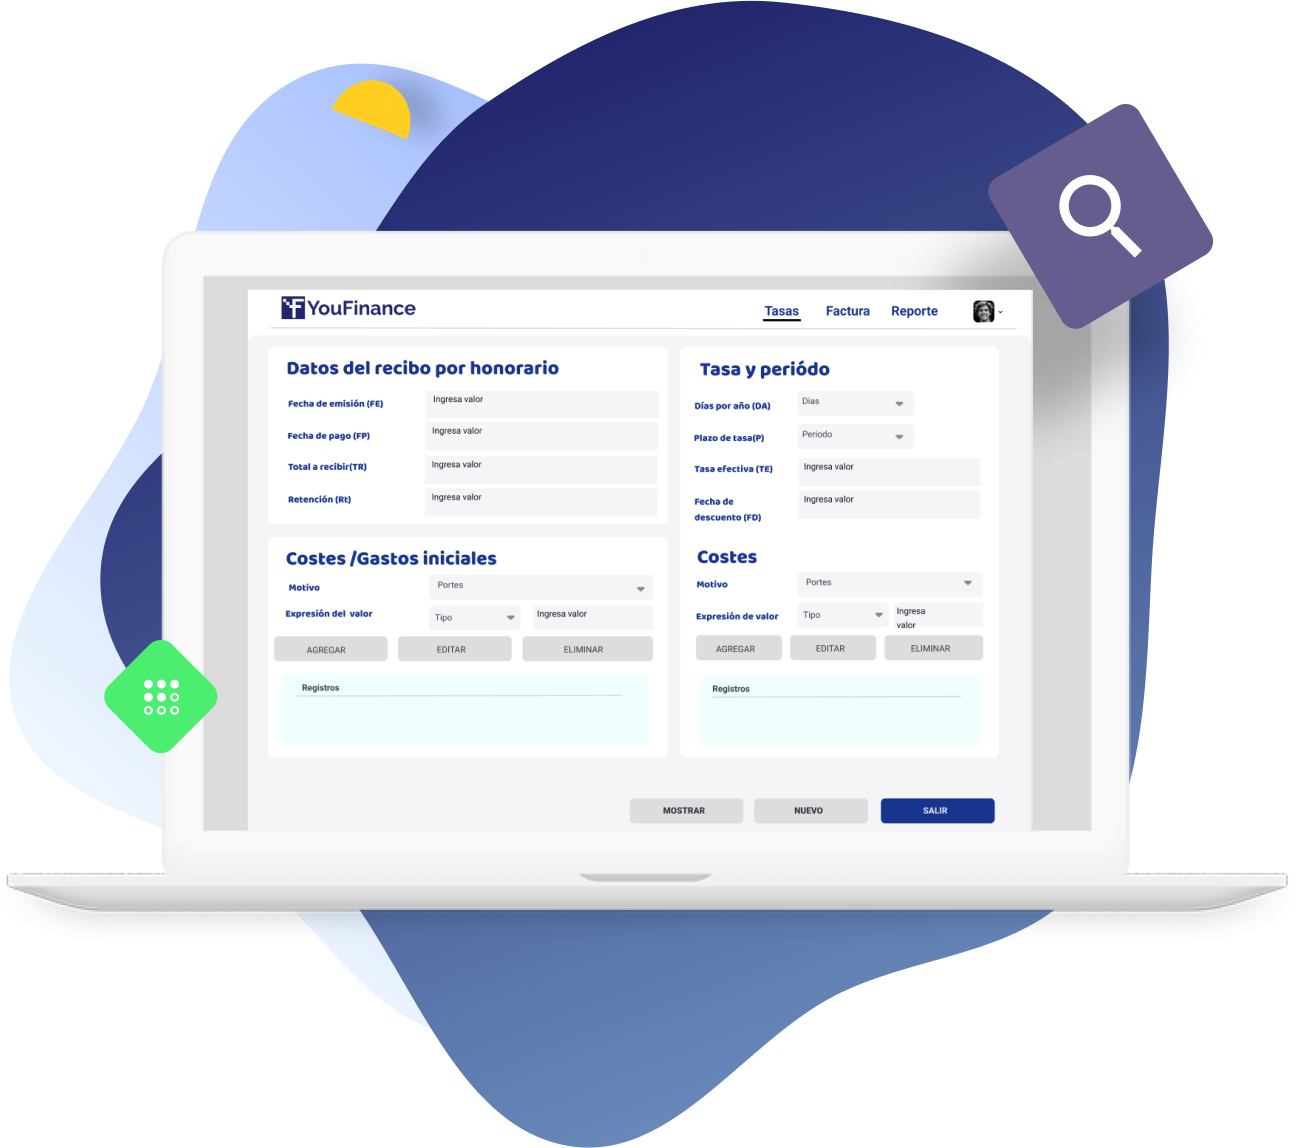 YouFinance
Tasas Factura Reporte
Datos del recibo por honorario
Fecha de emisión (FE) Ingresa valor
Fecha de pago (FP) Ingresa valor
Total a recibir(TR) Ingresa valor
Retención (Rt) Ingresa valor
Costes /Gastos iniciales
Motivo Portes
Expresión del valor Tipo Ingresa valor
AGREGAR EDITAR ELIMINAR
Registros
Tasa y periódo
Días por año (DA) Dias
Plazo de tasa(P) Periodo
Tasa efectiva (TE) Ingresa valor
Fecha de Ingresa valor
descuento (FD)
Costes
Motivo Portes
Expresión de valor Tipo Ingresa
valor
AGREGAR EDITAR ELIMINAR
Registros
MOSTRAR NUEVO SALIR